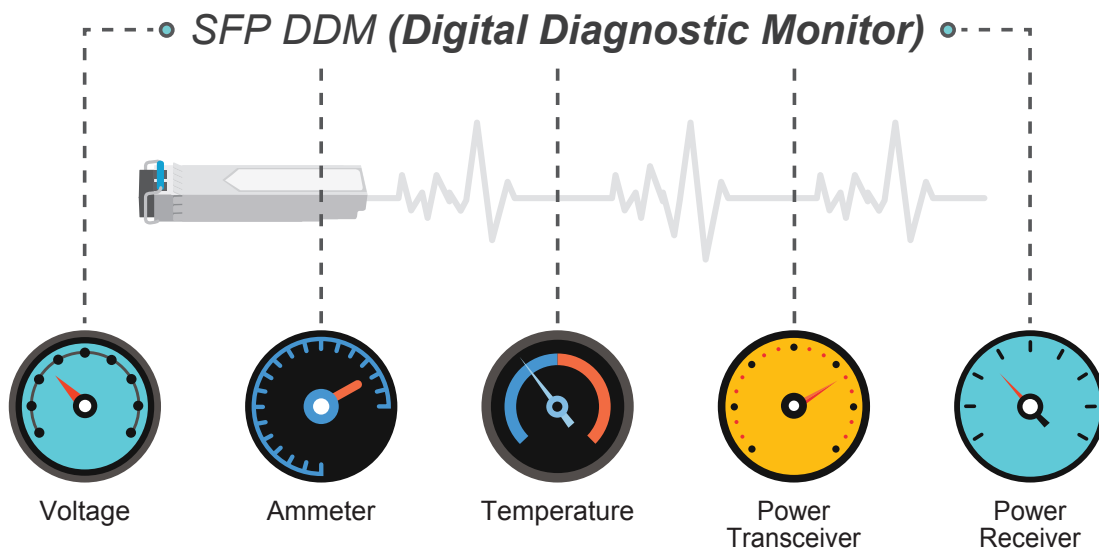 SFP DDM (Digital Diagnostic Monitor)
Voltage
Ammeter
Temperature
Power
Transceiver
Power
Receiver